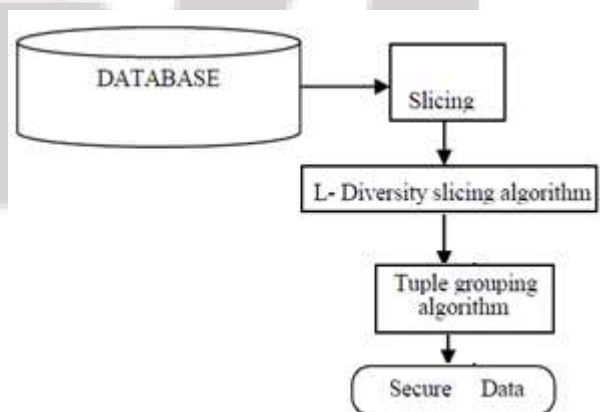 DATABASE
Slicing
L- Diversity slicing algorithm
Tuple grouping
algorithm
Secure Data